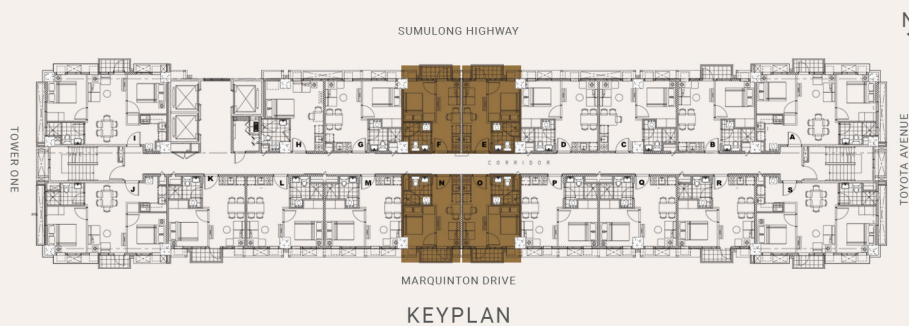 N
SUMULONG HIGHWAY
TOWER ONE
TOYOTA AVENUE
I
H
G
F
E
D
C
B
A
CORRIDOR
J
K
L
M
N
O
P
Q
R
S
MARQUINTON DRIVE
KEYPLAN